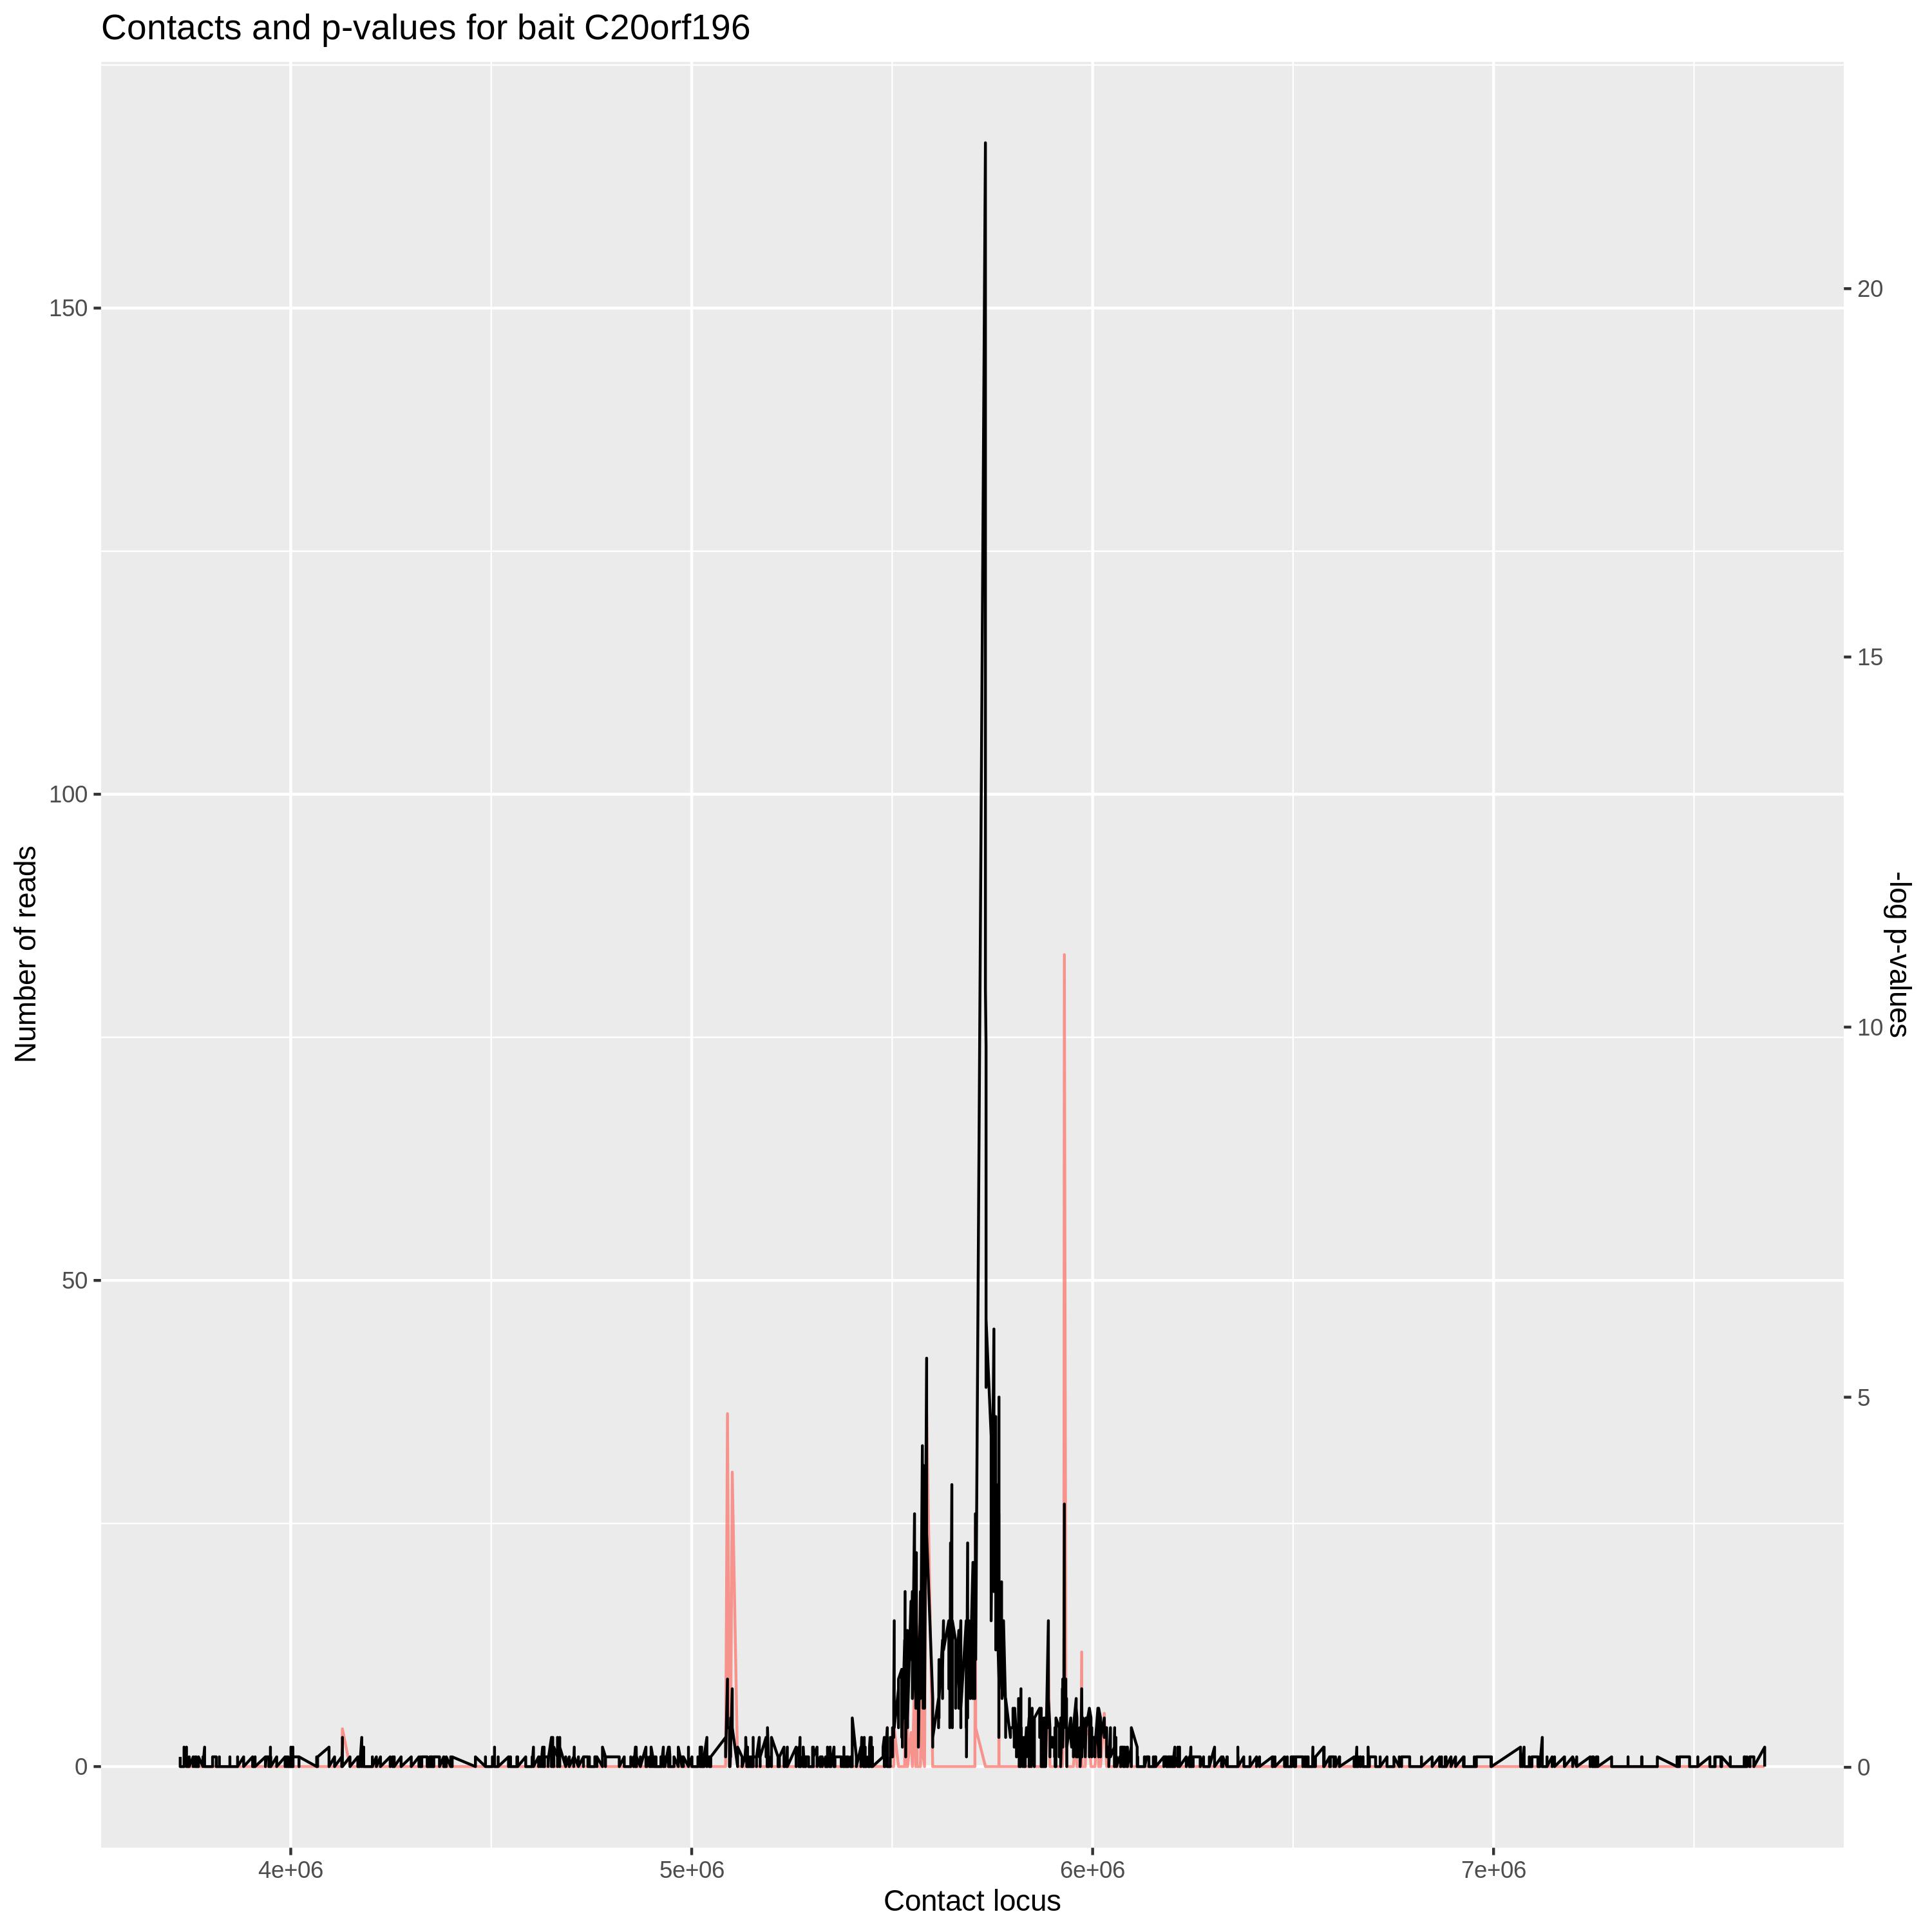 Contacts and p-values for bait C20orf196
150
100
50
0
Number of reads
20
15
10
5
0
-log p-values
4e+06
5e+06
6e+06
7e+06
Contact locus